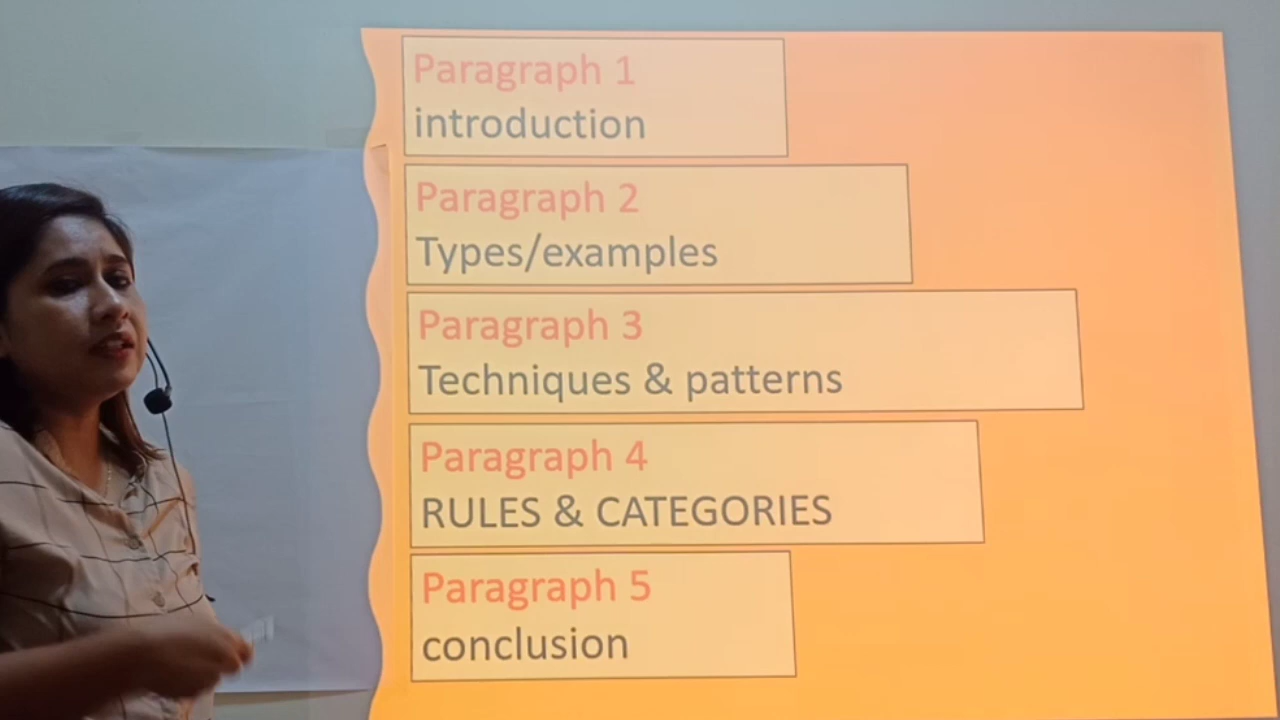 Paragraph 1
introduction
Paragraph 2
Types/examples
Paragraph 3
Techniques & patterns
Paragraph 4
RULES & CATEGORIES
Paragraph 5
conclusion